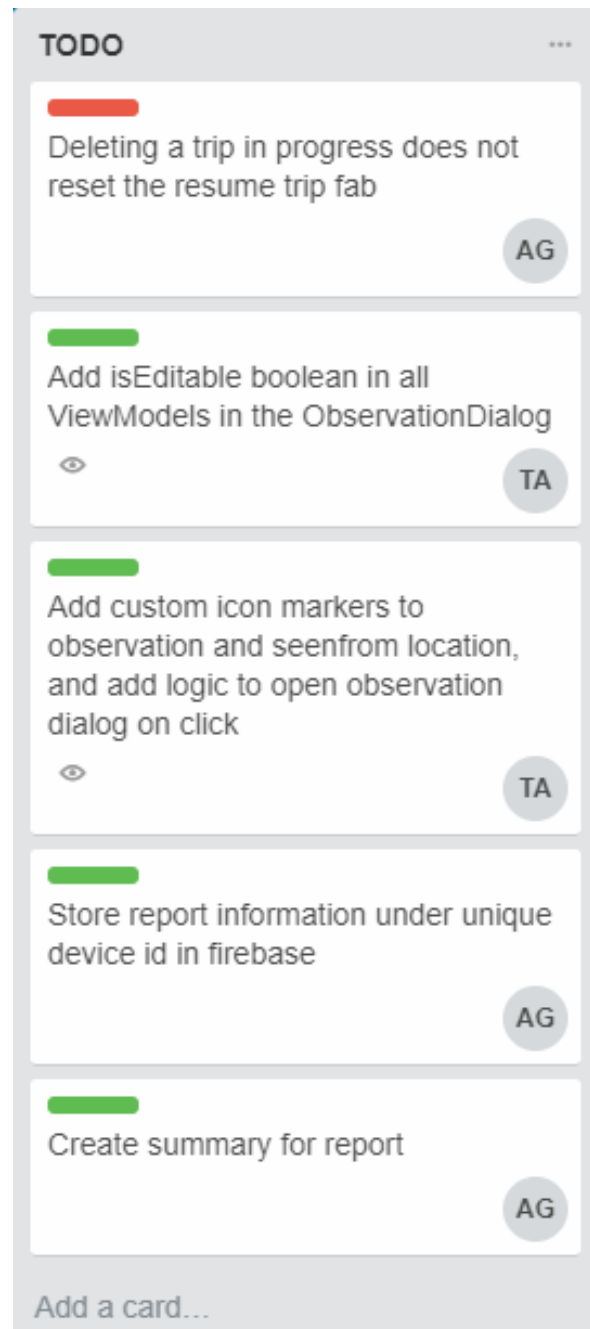 TODO
Deleting a trip in progress does not
reset the resume trip fab
AG
Add isEditable boolean in all
ViewModels in the ObservationDialog
TA
Add custom icon markers to
observation and seenfrom location,
and add logic to open observation
dialog on click
TA
Store report information under unique
device id in firebase
AG
Create summary for report
AG
Add a card...